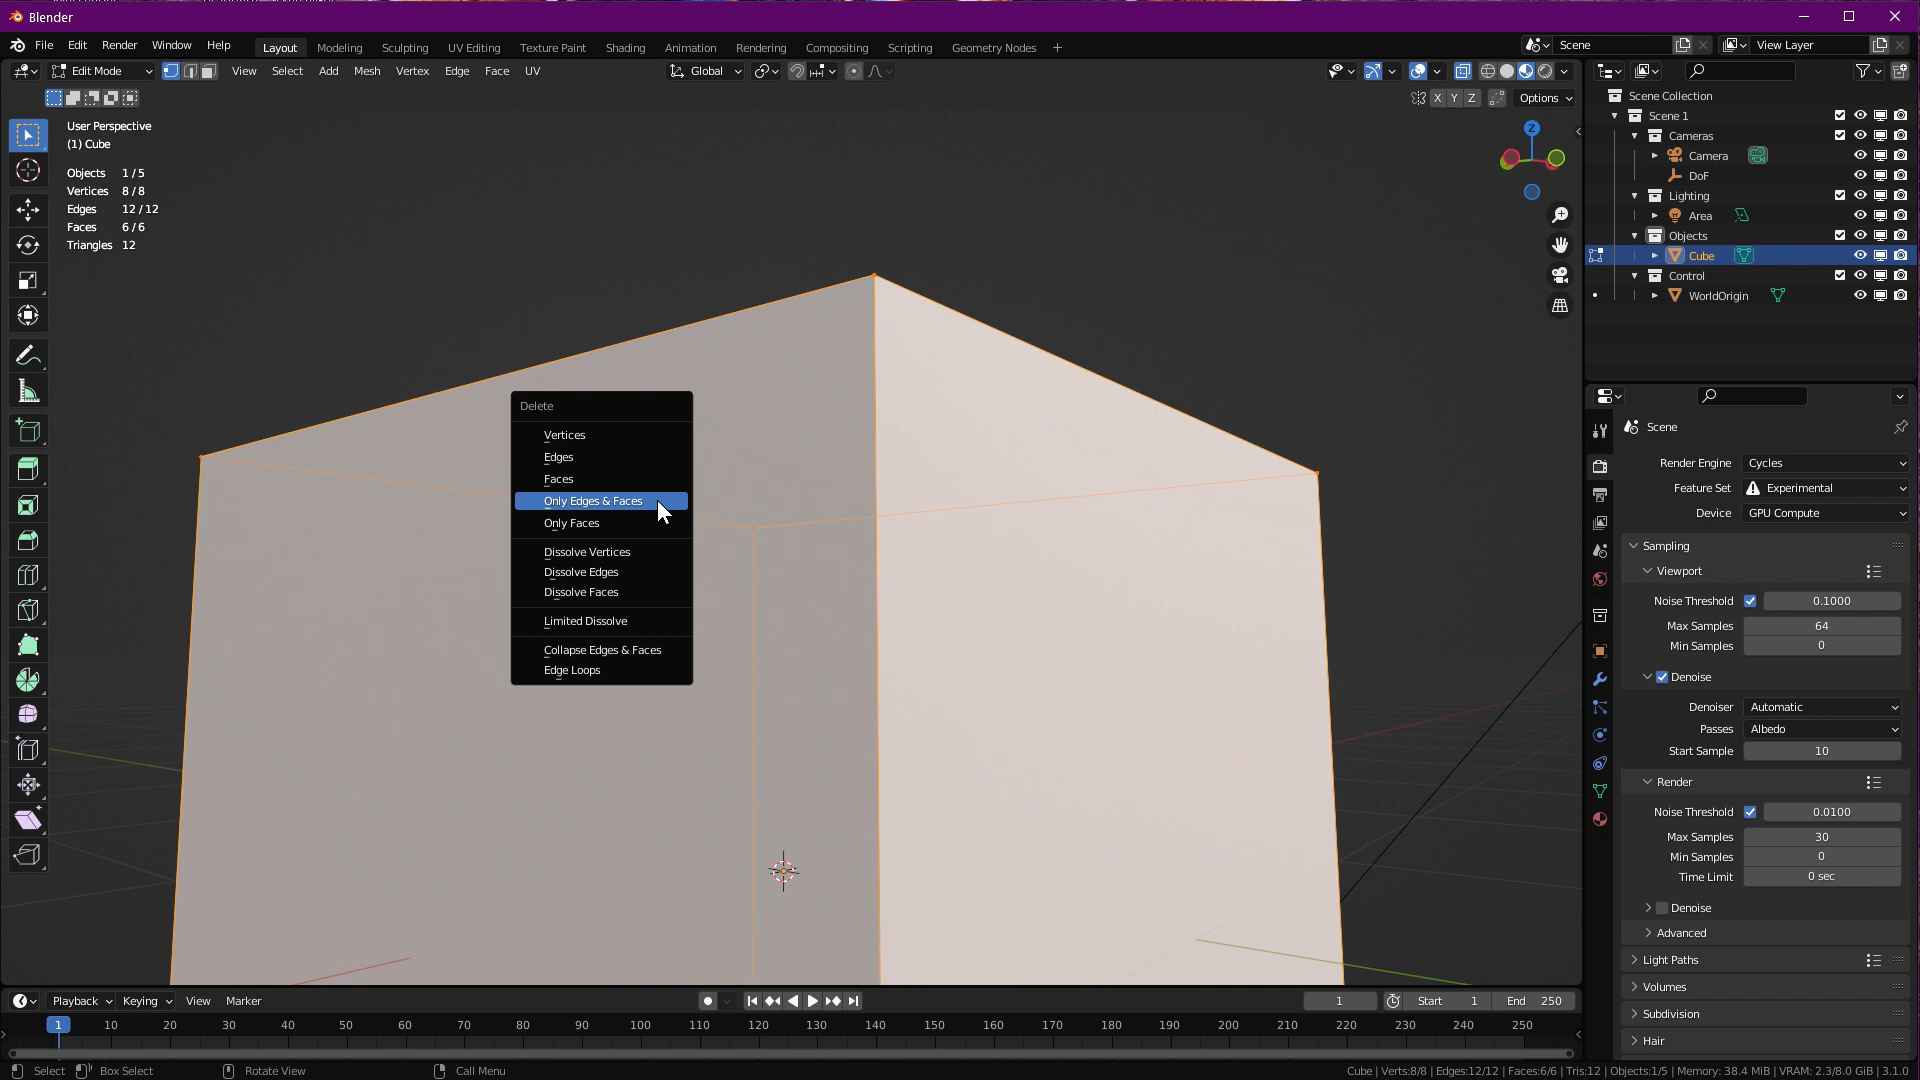 Blender
File Edit Render Window Help Layout Modeling Sculpting UV Editing Texture Paint Shading Animation Rendering Compositing Scripting Geometry Nodes + Scene View Layer
Edit Mode View Select Add Mesh Vertex Edge Face UV Global
X Y Z Options
User Perspective
(1) Cube
Objects 1 / 5
Vertices 8 / 8
Edges 12 / 12
Faces 6 / 6
Triangles 12
Z
Delete
Vertices
Edges
Faces
Only Edges & Faces
Only Faces
Dissolve Vertices
Dissolve Edges
Dissolve Faces
Limited Dissolve
Collapse Edges & Faces
Edge Loops
Scene Collection
Scene 1
Cameras
Camera
DoF
Lighting
Area
Objects
Cube
Control
WorldOrigin
Scene
Render Engine Cycles
Feature Set Experimental
Device GPU Compute
Sampling
Viewport
Noise Threshold 0.1000
Max Samples 64
Min Samples 0
Denoise
Denoiser Automatic
Passes Albedo
Start Sample 10
Render
Noise Threshold 0.0100
Max Samples 30
Min Samples 0
Time Limit 0 sec
Denoise
Advanced
Light Paths
Volumes
Subdivision
Hair
Playback Keying View Marker 1 Start 1 End 250
1 10 20 30 40 50 60 70 80 90 100 110 120 130 140 150 160 170 180 190 200 210 220 230 240 250
Select Box Select Rotate View Call Menu Cube | Verts:8/8 | Edges:12/12 | Faces:6/6 | Tris:12 | Objects:1/5 | Memory: 38.4 MiB | VRAM: 2.3/8.0 GiB | 3.1.0